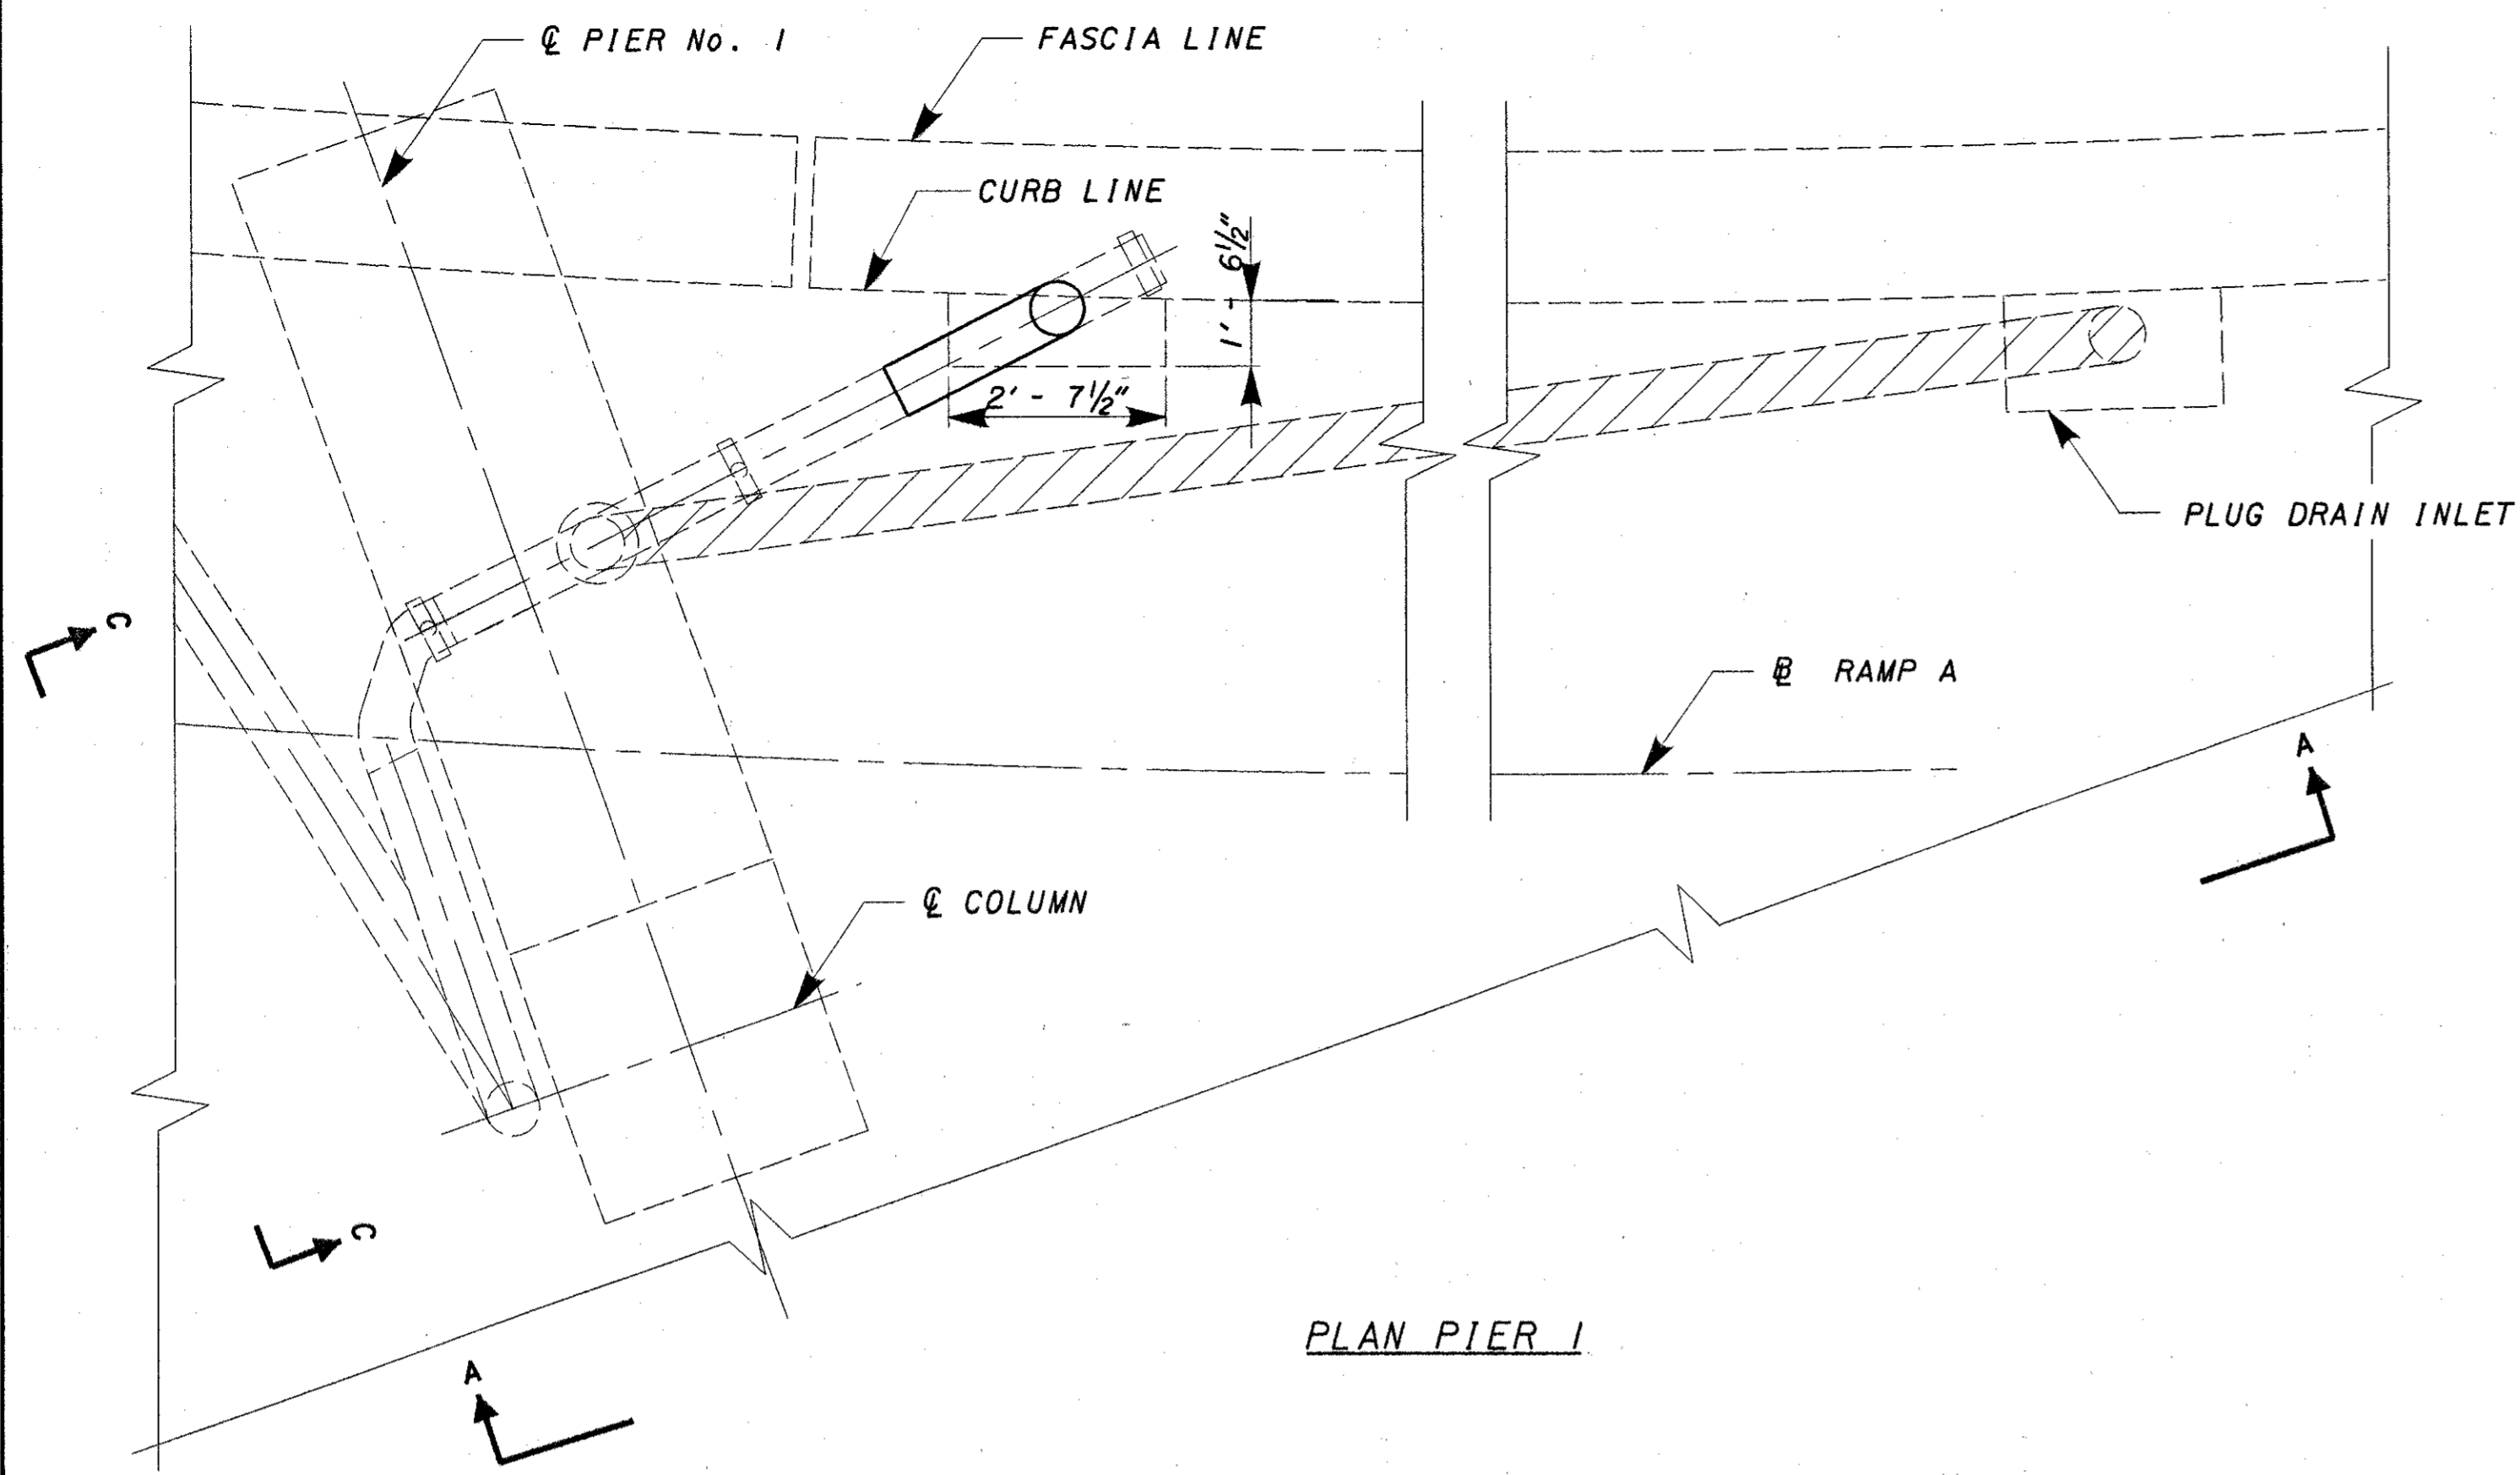 ℄ PIER No. 1
FASCIA LINE
CURB LINE
1' - 6½"
2' - 7½"
PLUG DRAIN INLET
C
℔ RAMP A
A
℄ COLUMN
C
PLAN PIER 1
A